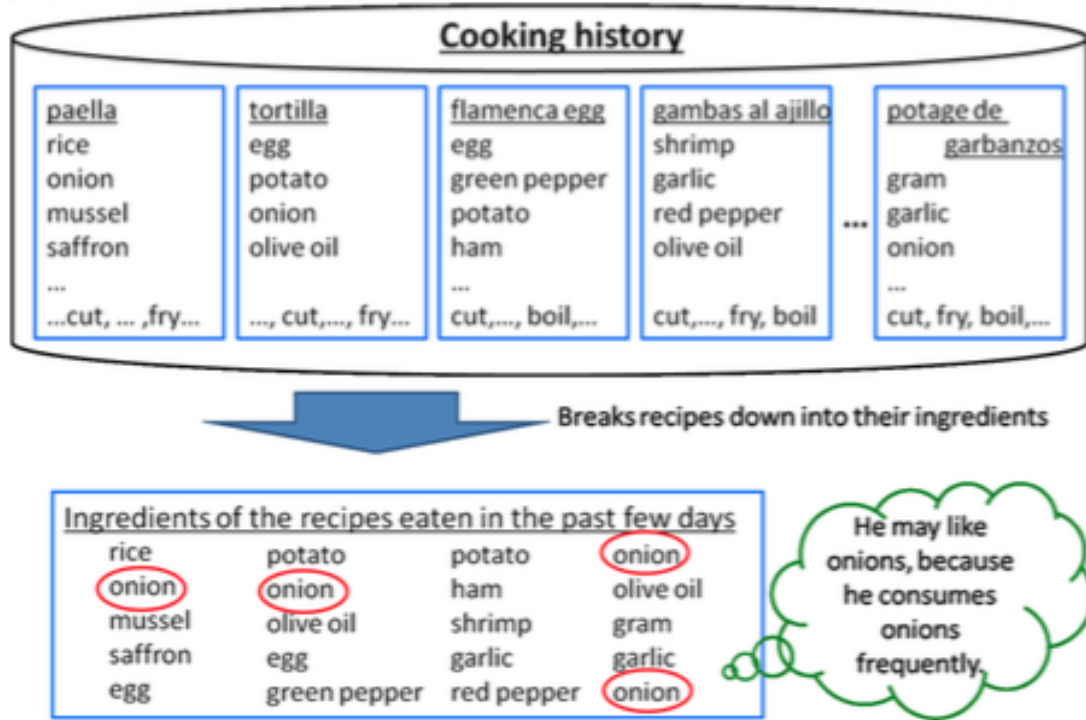 Cooking history
paella
rice
onion
mussel
saffron
...
...cut, ... ,fry...
tortilla
egg
potato
onion
olive oil
..., cut,..., fry...
flamenca egg
egg
green pepper
potato
ham
...
cut,..., boil,...
gambas al ajillo
shrimp
garlic
red pepper
olive oil
cut,..., fry, boil
...
potage de
garbanzos
gram
garlic
onion
...
cut, fry, boil,...
Breaks recipes down into their ingredients
Ingredients of the recipes eaten in the past few days
rice potato potato onion
onion onion ham olive oil
mussel olive oil shrimp gram
saffron egg garlic garlic
egg green pepper red pepper onion
He may like
onions, because
he consumes
onions
frequently.